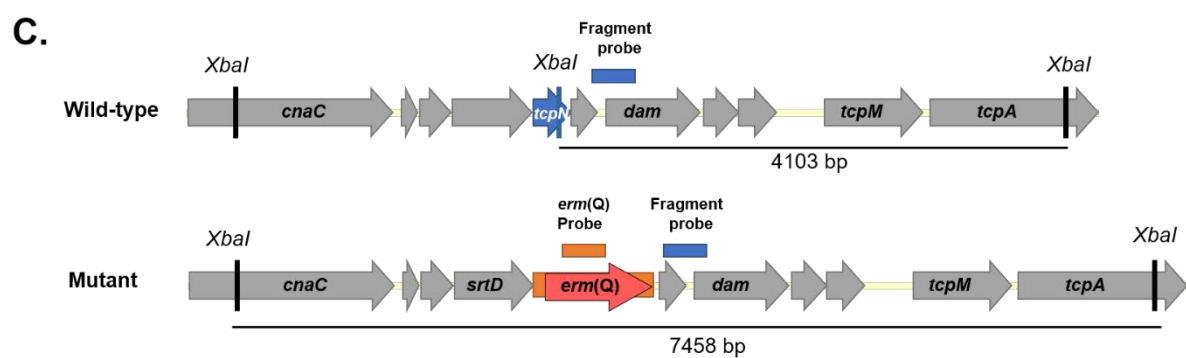 C.
Fragment
probe
XbaI
XbaI
XbaI
Wild-type
cnaC
tcpN
dam
tcpM
tcpA
4103 bp
erm(Q)
Probe
Fragment
probe
XbaI
XbaI
Mutant
cnaC
srtD
erm(Q)
dam
tcpM
tcpA
7458 bp